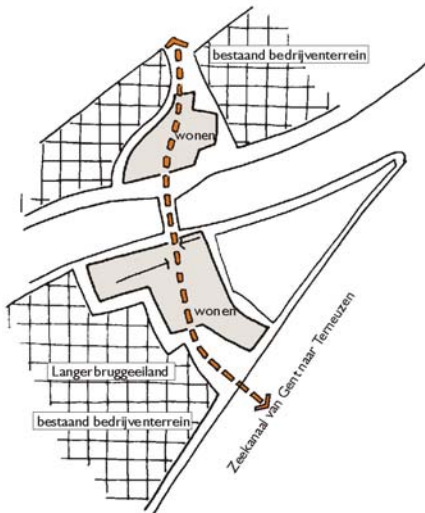 bestaand bedrijventerrein
wonen
wonen
Langerbruggeeiland
bestaand bedrijventerrein
Zeekanaal van Gent naar Terneuzen